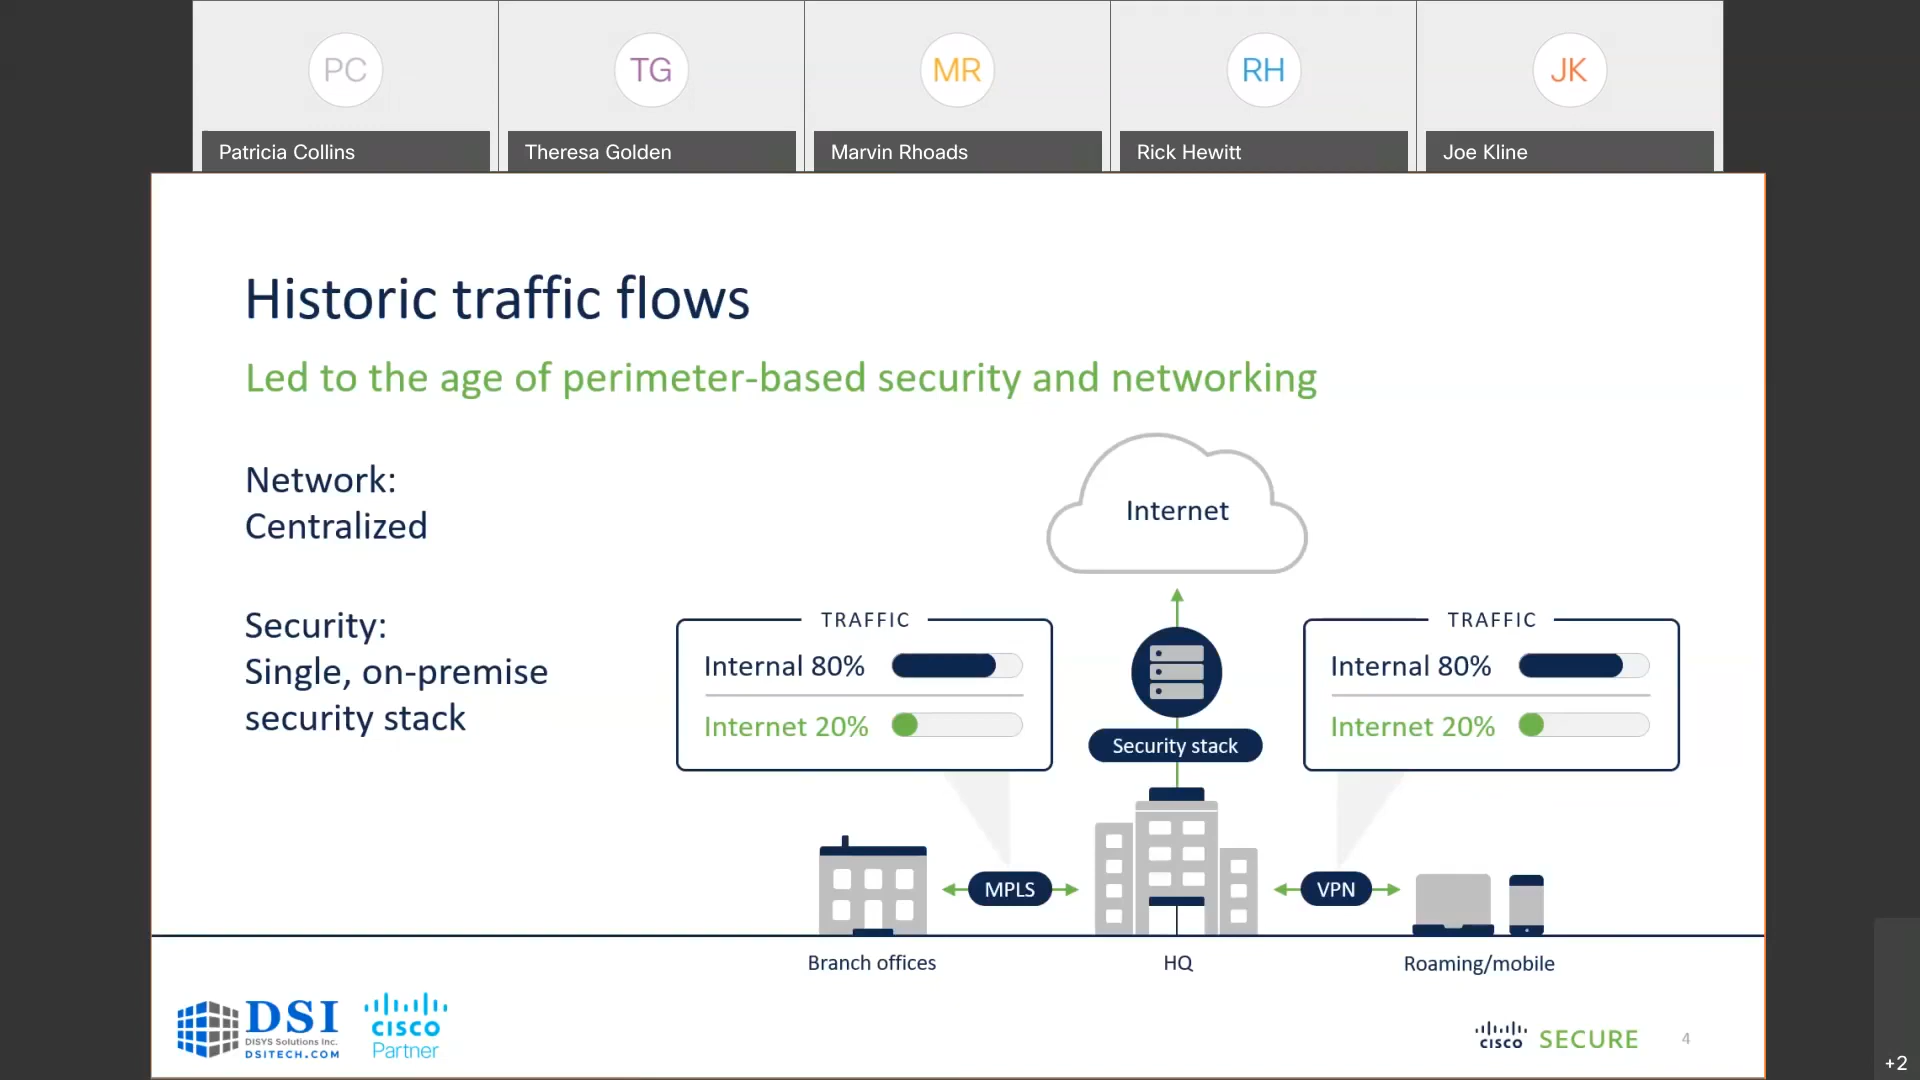 PC
TG
MR
RH
JK
Patricia Collins
Theresa Golden
Marvin Rhoads
Rick Hewitt
Joe Kline
Historic traffic flows
Led to the age of perimeter-based security and networking
Network:
Centralized
Security:
Single, on-premise
security stack
Internet
TRAFFIC
Internal 80%
Internet 20%
Security stack
TRAFFIC
Internal 80%
Internet 20%
MPLS
VPN
Branch offices
HQ
Roaming/mobile
DSI
DISYS Solutions Inc.
DSITECH.COM
CISCO
Partner
CISCO
SECURE
4
+2